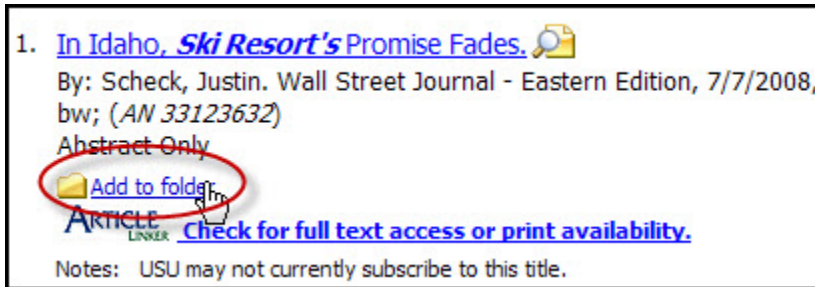 1. In Idaho, Ski Resort's Promise Fades.
By: Scheck, Justin. Wall Street Journal - Eastern Edition, 7/7/2008,
bw; (AN 33123632)
Abstract Only
Add to folder
ARTICLE LINKER Check for full text access or print availability.
Notes: USU may not currently subscribe to this title.